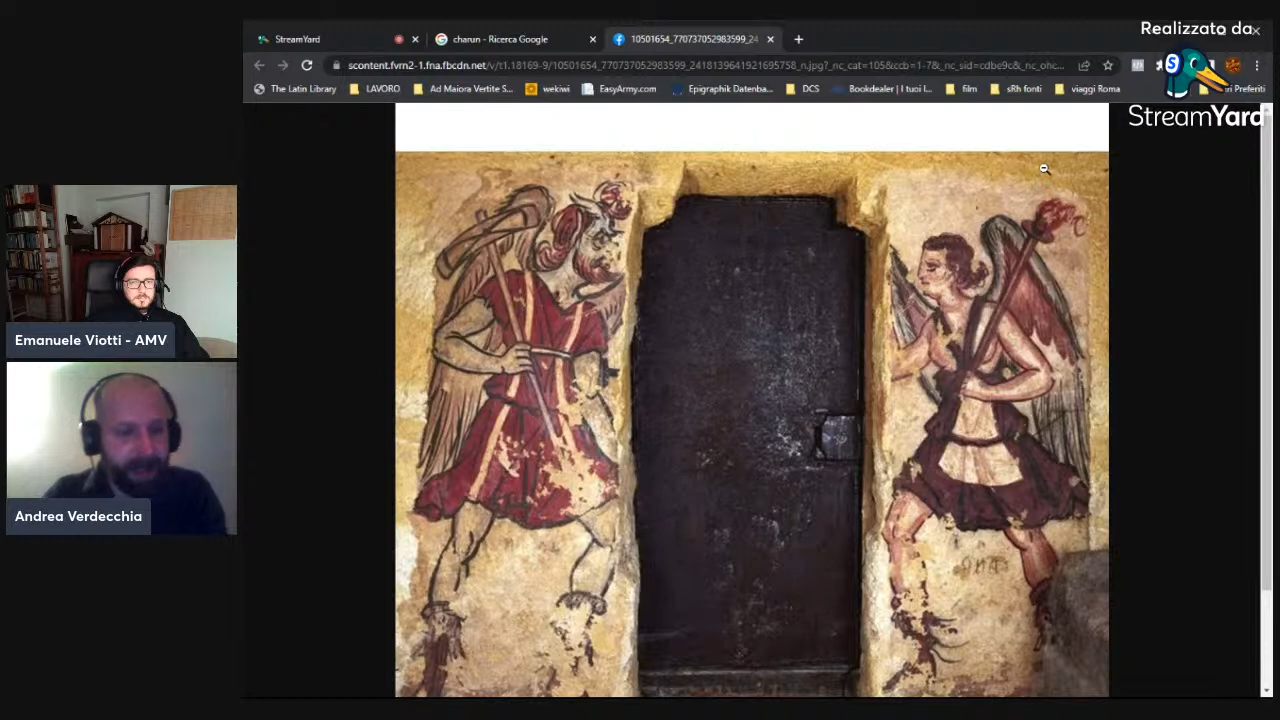 Realizzato da
StreamYard
StreamYard
charun - Ricerca Google
10501654_770737052983599_24
scontent.fvrn2-1.fna.fbcdn.net/v/t1.18169-9/10501654_770737052983599_2418139641921695758_n.jpg?_nc_cat=105&ccb=1-7&_nc_sid=cdbe9c&_nc_ohc...
The Latin Library
LAVORO
Ad Maiora Vertite S...
wekiwi
EasyArmy.com
Epigraphik Datenba...
DCS
Bookdealer | I tuoi l...
film
sRh fonti
viaggi Roma
Preferiti
Emanuele Viotti - AMV
Andrea Verdecchia